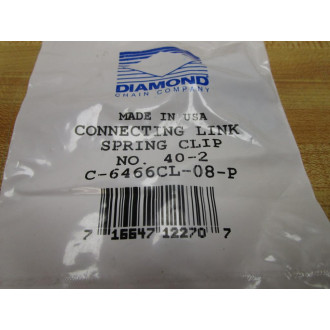 DIAMOND
CHAIN COMPANY
MADE IN USA
CONNECTING LINK
SPRING CLIP
NO. 40-2
C-6466CL-08-P
7 16647 12270 7